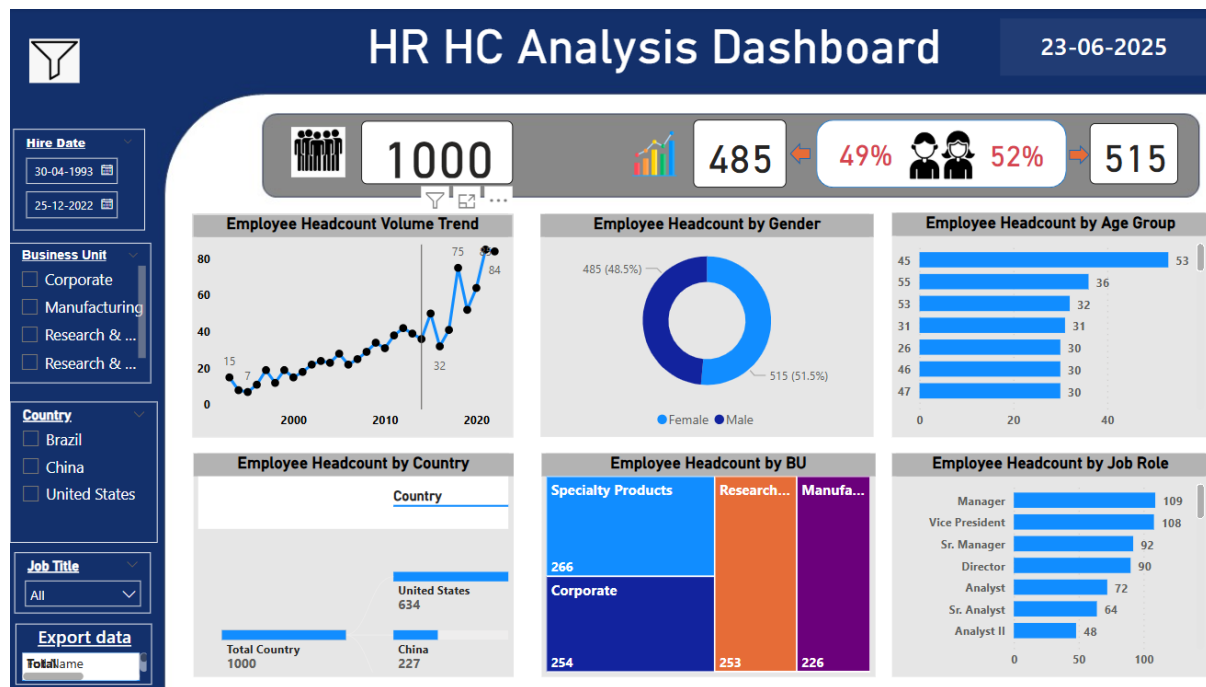 HR HC Analysis Dashboard
23-06-2025
Hire Date
30-04-1993
25-12-2022
Business Unit
Corporate
Manufacturing
Research & ...
Research & ...
Country
Brazil
China
United States
Job Title
All
Export data
Total
1000
485
49%
52%
515
Employee Headcount Volume Trend
80
60
40
20
0
15
7
32
75
84
2000
2010
2020
Employee Headcount by Gender
485 (48.5%)
515 (51.5%)
Female
Male
Employee Headcount by Age Group
45 53
55 36
53 32
31 31
26 30
46 30
47 30
0 20 40
Employee Headcount by Country
Country
United States
634
Total Country
1000
China
227
Employee Headcount by BU
Specialty Products
266
Corporate
254
Research...
253
Manufa...
226
Employee Headcount by Job Role
Manager 109
Vice President 108
Sr. Manager 92
Director 90
Analyst 72
Sr. Analyst 64
Analyst II 48
0 50 100